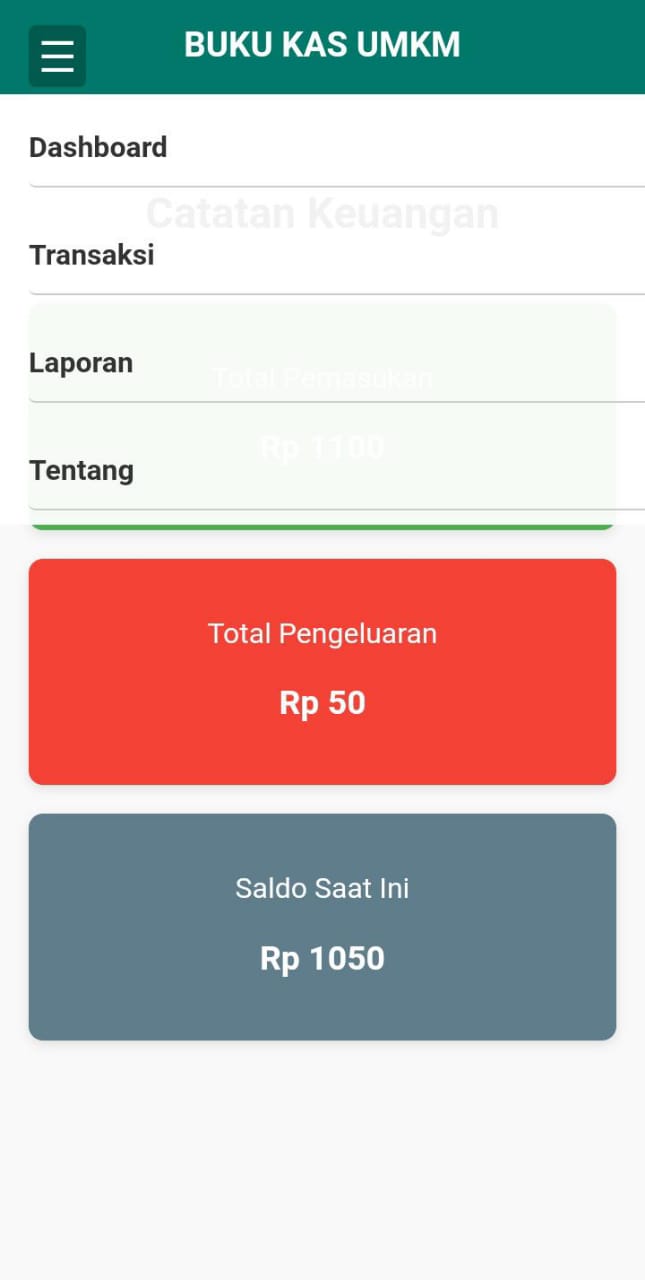 BUKU KAS UMKM
Dashboard
Catatan Keuangan
Transaksi
Laporan
Total Pemasukan
Rp 1100
Tentang
Total Pengeluaran
Rp 50
Saldo Saat Ini
Rp 1050